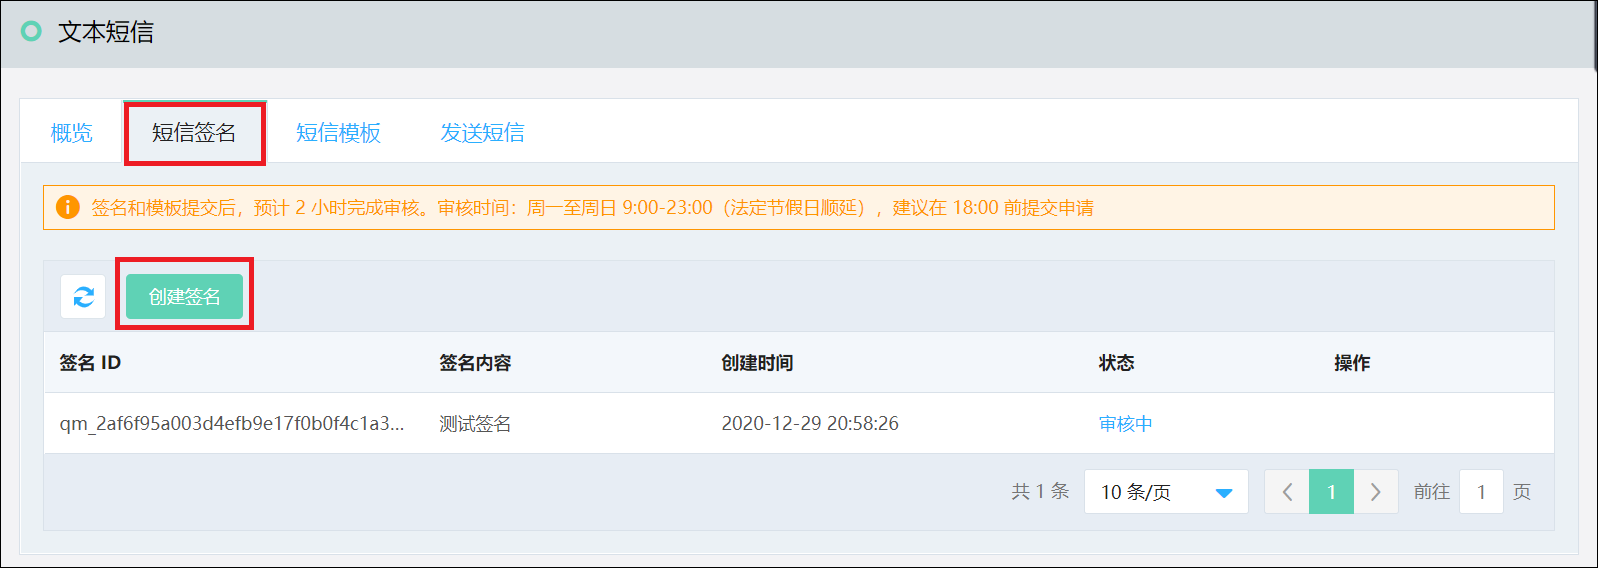 文本短信
概览 短信签名 短信模板 发送短信
签名和模板提交后，预计 2 小时完成审核。审核时间：周一至周日 9:00-23:00（法定节假日顺延），建议在 18:00 前提交申请
创建签名
签名 ID 签名内容 创建时间 状态 操作
qm_2af6f95a003d4efb9e17f0b0f4c1a3... 测试签名 2020-12-29 20:58:26 审核中
共 1 条 10 条/页 1 前往 1 页